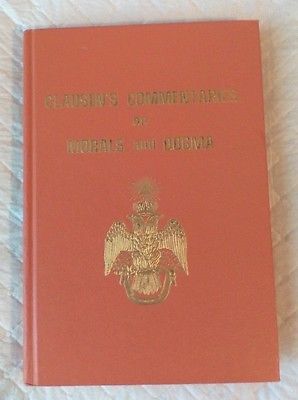 CLAUSEN'S COMMENTARIES
ON
MORALS AND DOGMA